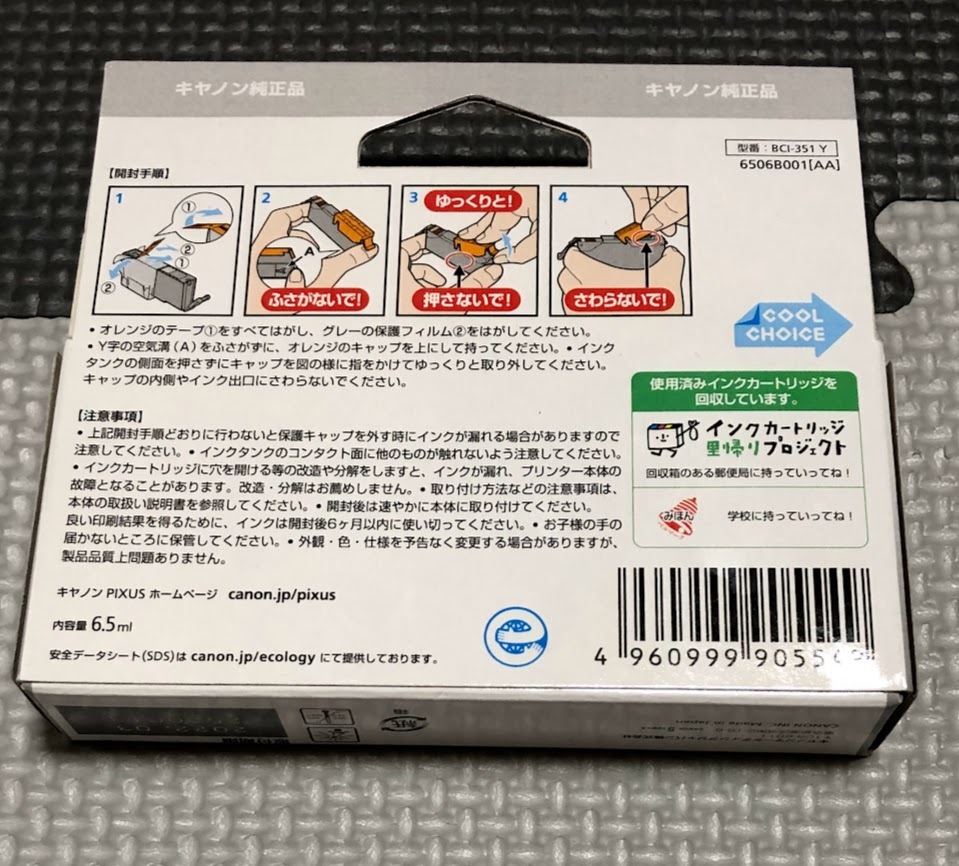 キヤノン純正品 キヤノン純正品
型番：BCI-351 Y
6506B001[AA]
【開封手順】
1 2 3 4
① ② ① ② ②
A
ゆっくりと！
ふさがないで！ 押さないで！ さわらないで！
• オレンジのテープ①をすべてはがし、グレーの保護フィルム②をはがしてください。
• Y字の空気溝（A）をふさがずに、オレンジのキャップを上にして持ってください。• インク
タンクの側面を押さずにキャップを図の様に指をかけてゆっくりと取り外してください。
キャップの内側やインク出口にさわらないでください。
COOL
CHOICE
【注意事項】
• 上記開封手順どおりに行わないと保護キャップを外す時にインクが漏れる場合がありますので
注意してください。• インクタンクのコンタクト面に他のものが触れないよう注意してください。
• インクカートリッジに穴を開ける等の改造や分解をしますと、インクが漏れ、プリンター本体の
故障となることがあります。改造・分解はお薦めしません。• 取り付け方法などの注意事項は、
本体の取扱い説明書を参照してください。• 開封後は速やかに本体に取り付けてください。
良い印刷結果を得るために、インクは開封後6ヶ月以内に使い切ってください。• お子様の手の
届かないところに保管してください。• 外観・色・仕様を予告なく変更する場合がありますが、
製品品質上問題ありません。
使用済みインクカートリッジを
回収しています。
インクカートリッジ
里帰りプロジェクト
回収箱のある郵便局に持っていってね！
くみほん
ベルマーク
学校に持っていってね！
キヤノン PIXUS ホームページ canon.jp/pixus
内容量 6.5ml
安全データシート(SDS)は canon.jp/ecology にて提供しております。
4 960999 905549
取付期限
2022.03
CANON INC. Made in Japan